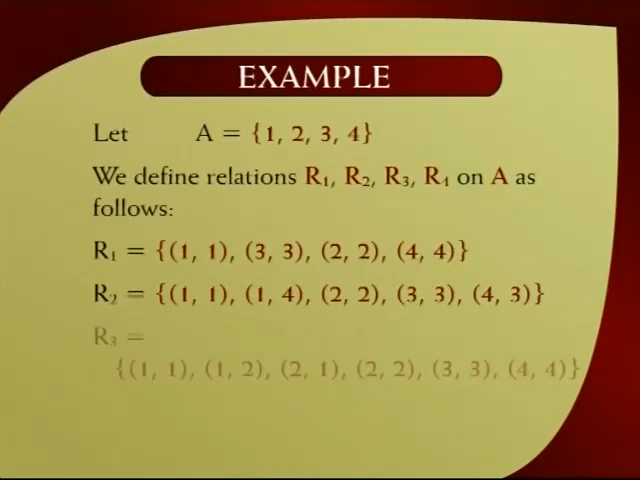 EXAMPLE
Let A = {1, 2, 3, 4}
We define relations R₁, R₂, R₃, R₄ on A as
follows:
R₁ = {(1, 1), (3, 3), (2, 2), (4, 4)}
R₂ = {(1, 1), (1, 4), (2, 2), (3, 3), (4, 3)}
R₃ =
{(1, 1), (1, 2), (2, 1), (2, 2), (3, 3), (4, 4)}